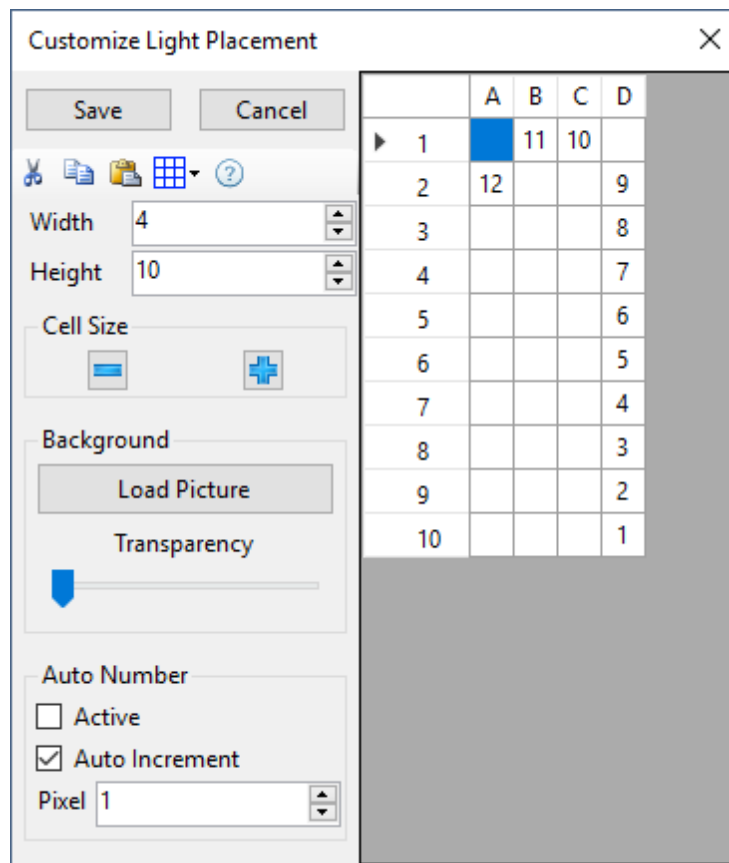 Customize Light Placement
Save Cancel
Width 4
Height 10
Cell Size
Background
Load Picture
Transparency
Auto Number
Active
Auto Increment
Pixel 1
A B C D
1 11 10
2 12 9
3 8
4 7
5 6
6 5
7 4
8 3
9 2
10 1